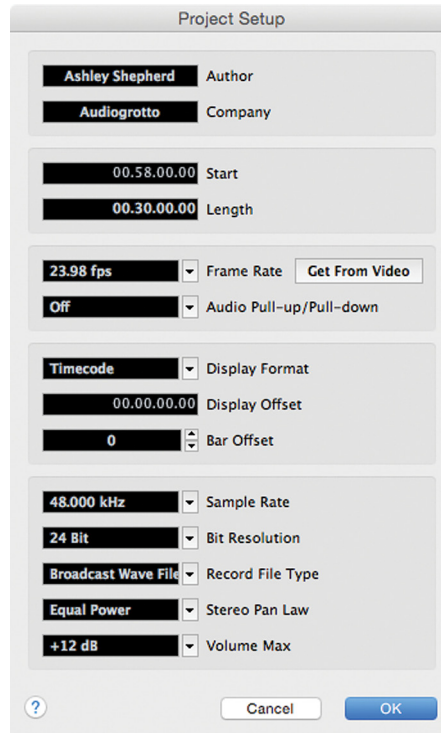 Project Setup
Ashley Shepherd Author
Audiogrotto Company
00.58.00.00 Start
00.30.00.00 Length
23.98 fps Frame Rate Get From Video
Off Audio Pull-up/Pull-down
Timecode Display Format
00.00.00.00 Display Offset
0 Bar Offset
48.000 kHz Sample Rate
24 Bit Bit Resolution
Broadcast Wave File Record File Type
Equal Power Stereo Pan Law
+12 dB Volume Max
? Cancel OK